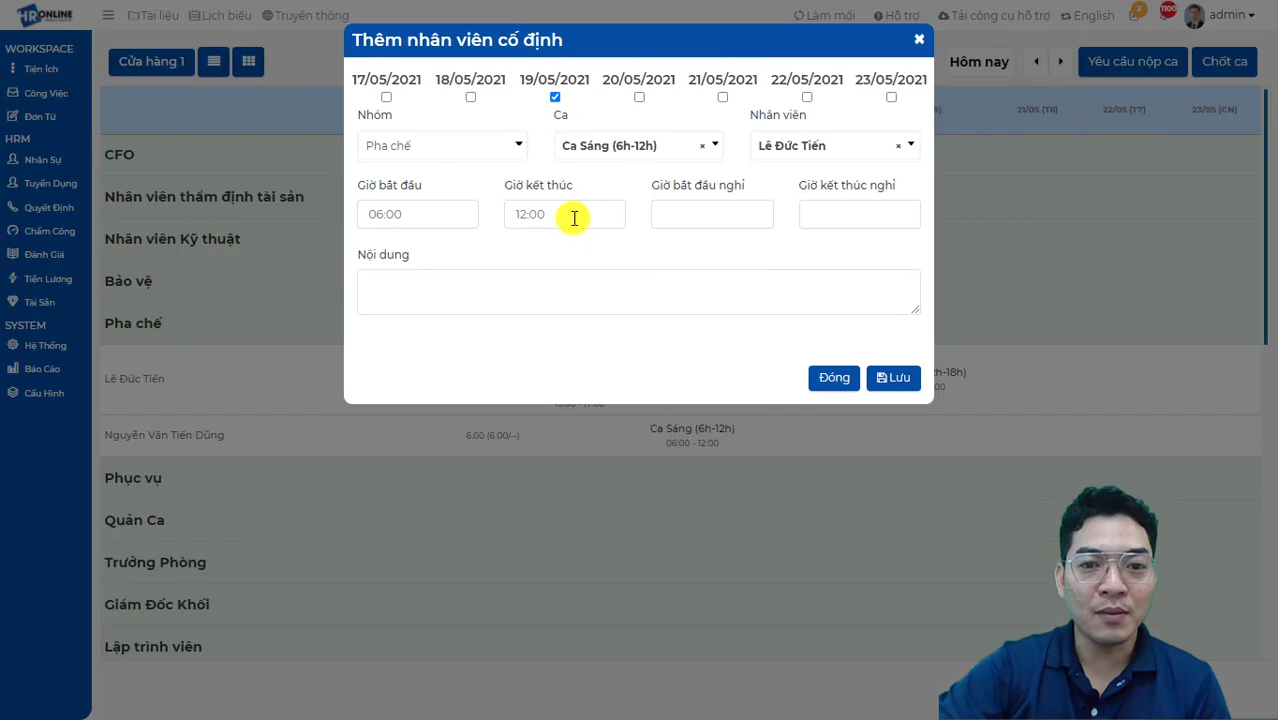 HR ONLINE
Tài liệu
Lịch biểu
Truyền thông
Làm mới
Hỗ trợ
Tải công cụ hỗ trợ
English
2
1100
admin
WORKSPACE
Tiện Ích
Công Việc
Đơn Từ
HRM
Nhân Sự
Tuyển Dụng
Quyết Định
Chấm Công
Đánh Giá
Tiền Lương
Tài Sản
SYSTEM
Hệ Thống
Báo Cáo
Cấu Hình
Cửa hàng 1
Hôm nay
Yêu cầu nộp ca
Chốt ca
21/05 (T6)
22/05 (T7)
23/05 (CN)
Thêm nhân viên cố định
17/05/2021
18/05/2021
19/05/2021
20/05/2021
21/05/2021
22/05/2021
23/05/2021
Nhóm
Ca
Nhân viên
Pha chế
Ca Sáng (6h-12h)
×
Lê Đức Tiến
×
Giờ bắt đầu
Giờ kết thúc
Giờ bắt đầu nghỉ
Giờ kết thúc nghỉ
06:00
12:00
Nội dung
Đóng
Lưu
CFO
Nhân viên thẩm định tài sản
Nhân viên Kỹ thuật
Bảo vệ
Pha chế
Lê Đức Tiến
Nguyễn Văn Tiến Dũng
6.00 (6.00/--)
Ca Sáng (6h-12h)
06:00 - 12:00
Phục vụ
Quản Ca
Trưởng Phòng
Giám Đốc Khối
Lập trình viên